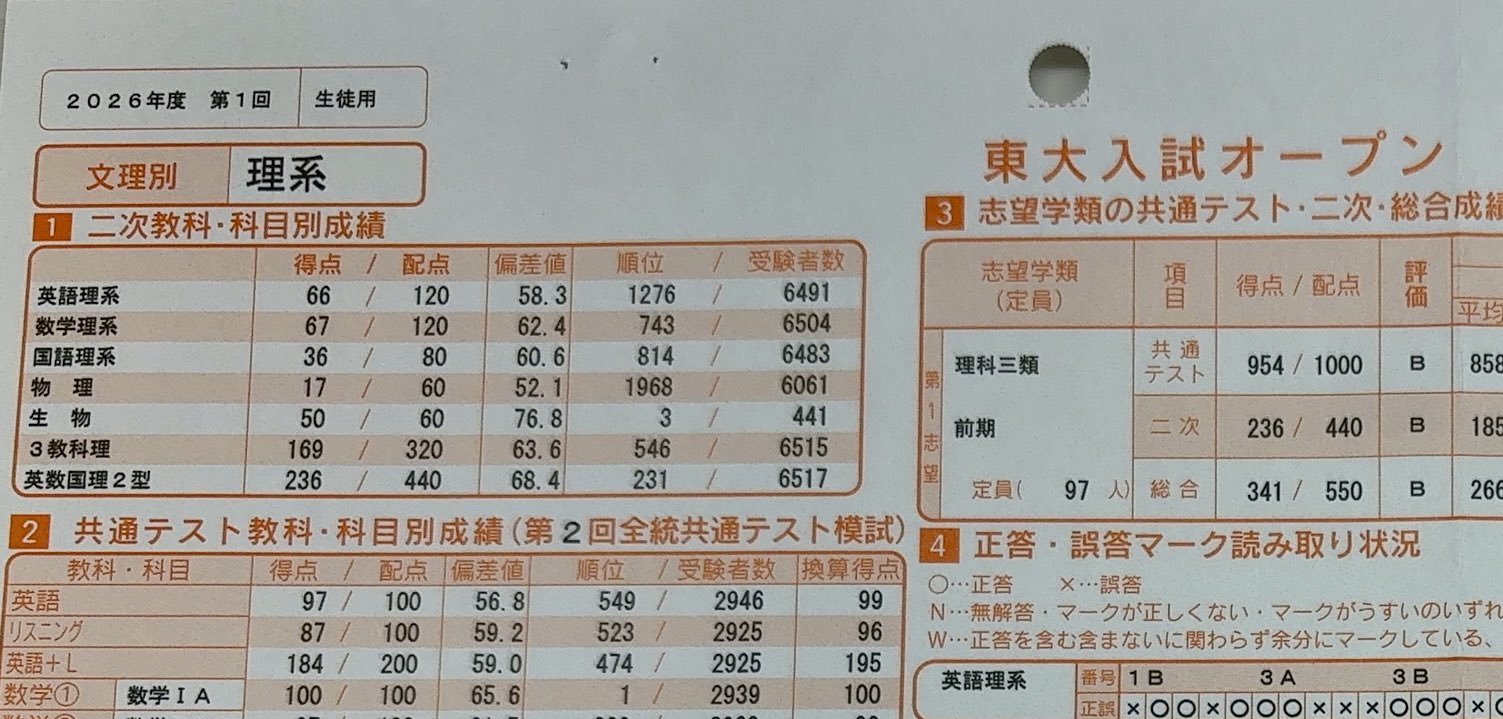 2026年度 第1回 生徒用
文理別 理系
1 二次教科・科目別成績
得点 / 配点 偏差値 順位 / 受験者数
英語理系 66 / 120 58.3 1276 / 6491
数学理系 67 / 120 62.4 743 / 6504
国語理系 36 / 80 60.6 814 / 6483
物理 17 / 60 52.1 1968 / 6061
生物 50 / 60 76.8 3 / 441
3教科理 169 / 320 63.6 546 / 6515
英数国理2型 236 / 440 68.4 231 / 6517
2 共通テスト教科・科目別成績(第2回全統共通テスト模試)
教科・科目 得点 / 配点 偏差値 順位 / 受験者数 換算得点
英語 97 / 100 56.8 549 / 2946 99
リスニング 87 / 100 59.2 523 / 2925 96
英語+L 184 / 200 59.0 474 / 2925 195
数学① 数学ⅠA 100 / 100 65.6 1 / 2939 100
東大入試オープン
3 志望学類の共通テスト・二次・総合成績
志望学類(定員) 項目 得点 / 配点 評価 平均
第1志望
理科三類 共通テスト 954 / 1000 B 858
前期 二次 236 / 440 B 185
定員( 97 人) 総合 341 / 550 B 266
4 正答・誤答マーク読み取り状況
○…正答 ×…誤答
N…無解答・マークが正しくない・マークがうすいのいずれ
W…正答を含む含まないに関わらず余分にマークしている、
英語理系 番号 1B 3A 3B
正誤 ×○○×○○○×××○○○×